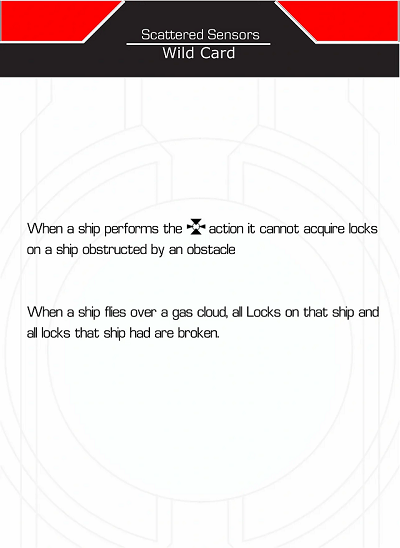 Scattered Sensors
Wild Card
When a ship performs the action it cannot acquire locks
on a ship obstructed by an obstacle
When a ship flies over a gas cloud, all Locks on that ship and
all locks that ship had are broken.